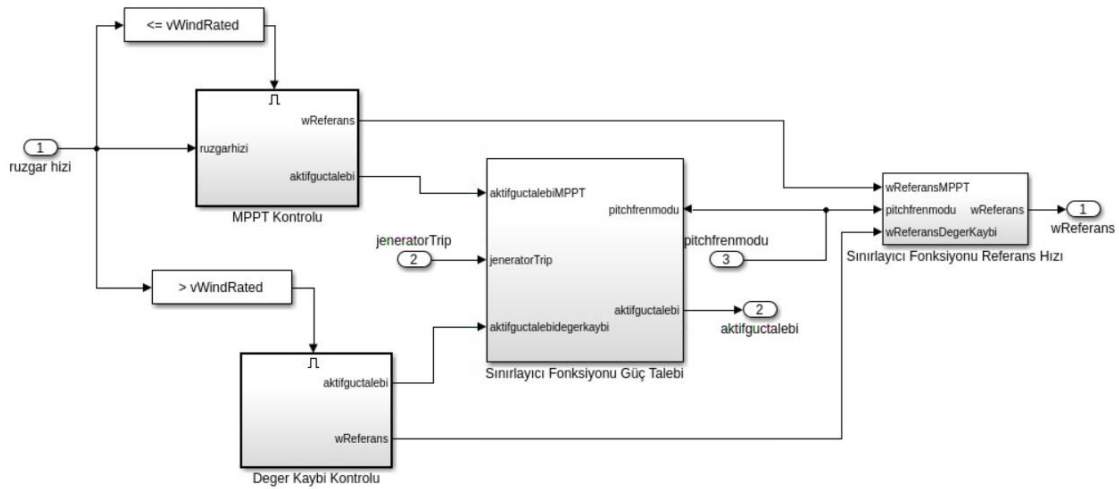 <= vWindRated
1
ruzgar hizi
ruzgarhizi
wReferans
aktifguctalebi
MPPT Kontrolu
> vWindRated
aktifguctalebi
wReferans
Deger Kaybi Kontrolu
jeneratorTrip
2
aktifguctalebiMPPT
pitchfrenmodu
jeneratorTrip
aktifguctalebi
aktifguctalebidegerkaybi
Sınırlayıcı Fonksiyonu Güç Talebi
pitchfrenmodu
3
2
aktifguctalebi
wReferansMPPT
pitchfrenmodu
wReferans
wReferansDegerKaybi
Sınırlayıcı Fonksiyonu Referans Hızı
1
wReferans